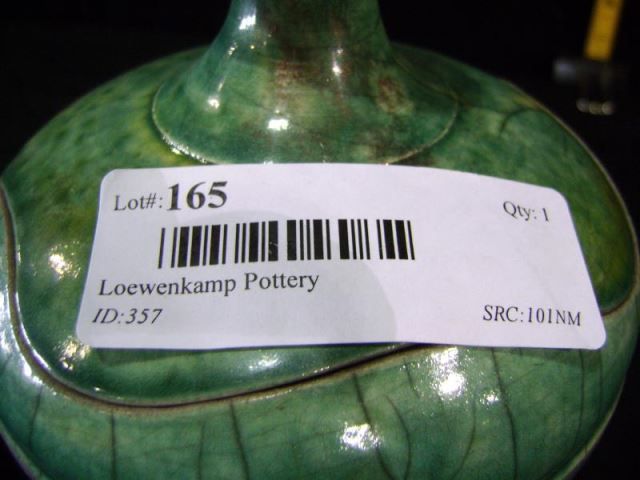 Lot#: 165
Qty: 1
Loewenkamp Pottery
ID:357
SRC:101NM